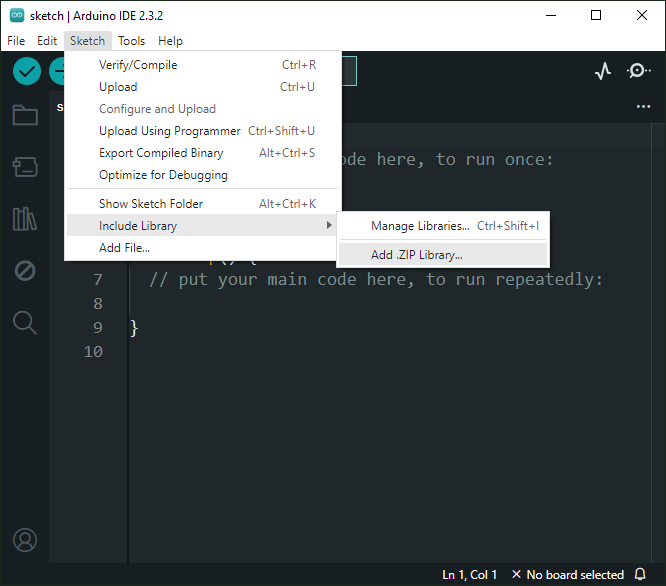 sketch | Arduino IDE 2.3.2
File Edit Sketch Tools Help
Verify/Compile Ctrl+R
Upload Ctrl+U
Configure and Upload
Upload Using Programmer Ctrl+Shift+U
Export Compiled Binary Alt+Ctrl+S
Optimize for Debugging
Show Sketch Folder Alt+Ctrl+K
Include Library
Add File...
Manage Libraries... Ctrl+Shift+I
Add .ZIP Library...
code here, to run once:
7 // put your main code here, to run repeatedly:
8
9 }
10
Ln 1, Col 1 × No board selected